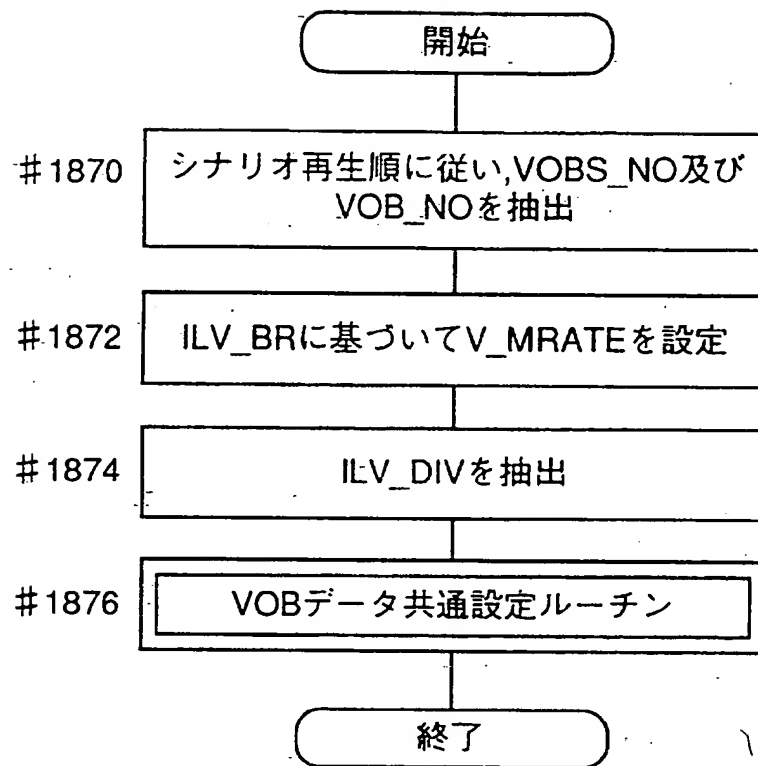 開始
#1870
シナリオ再生順に従い,VOBS_NO及び
VOB_NOを抽出
#1872
ILV_BRに基づいてV_MRATEを設定
#1874
ILV_DIVを抽出
#1876
VOBデータ共通設定ルーチン
終了